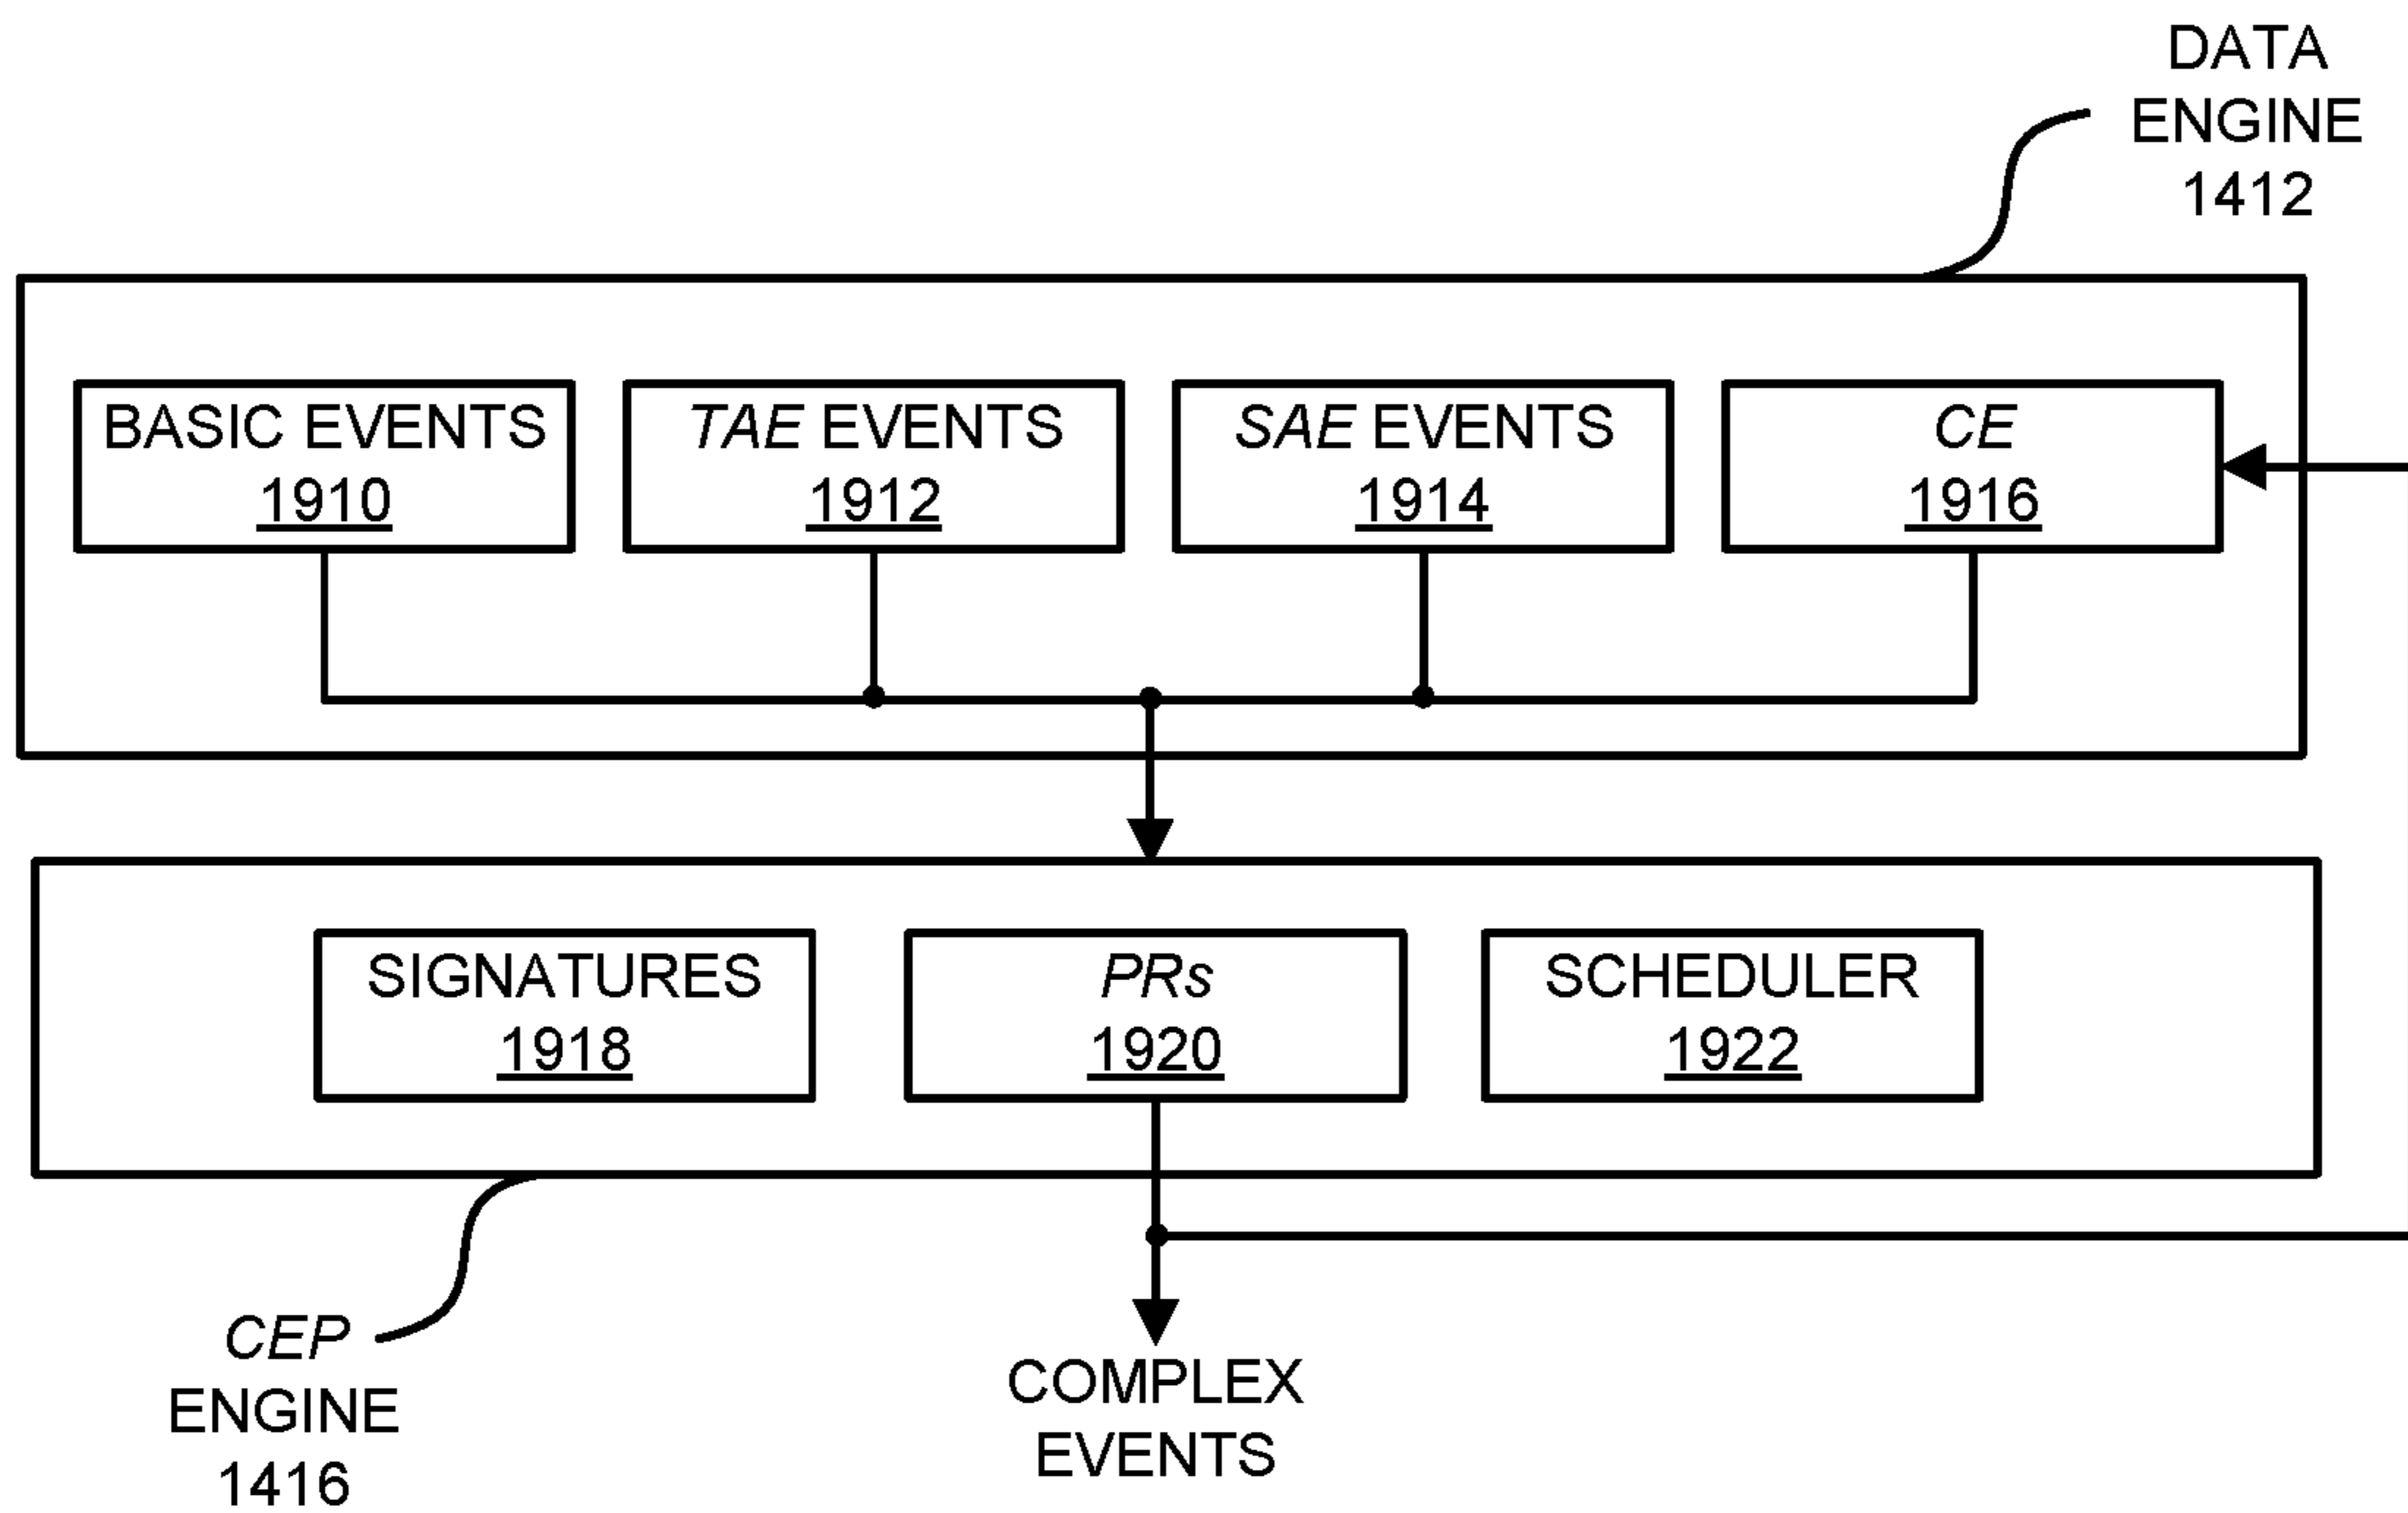 DATA
ENGINE
1412
BASIC EVENTS
1910
TAE EVENTS
1912
SAE EVENTS
1914
CE
1916
SIGNATURES
1918
PRs
1920
SCHEDULER
1922
CEP
ENGINE
1416
COMPLEX
EVENTS